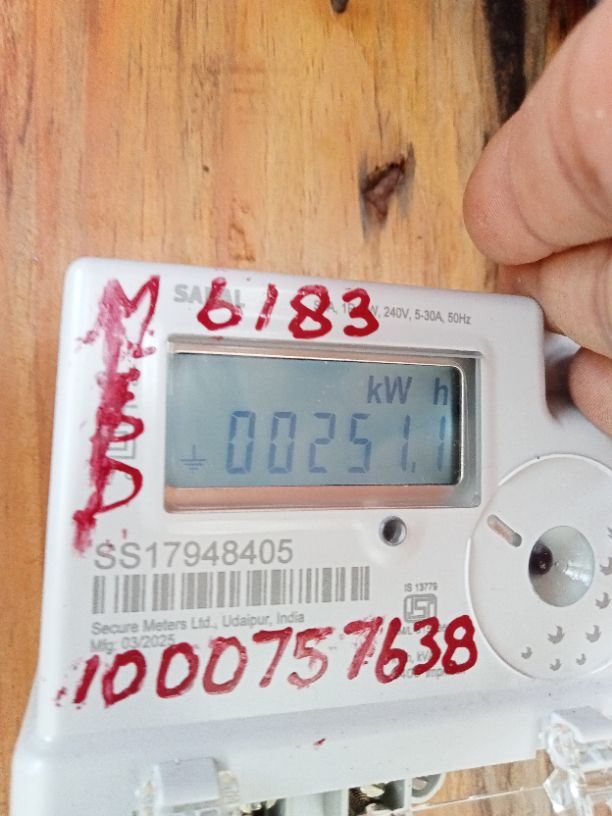 6183
240V, 5-30A, 50Hz
kW h
00251.1
SS17948405
Secure Meters Ltd., Udaipur, India
Mfg: 03/2025
IS 13779
1000757638